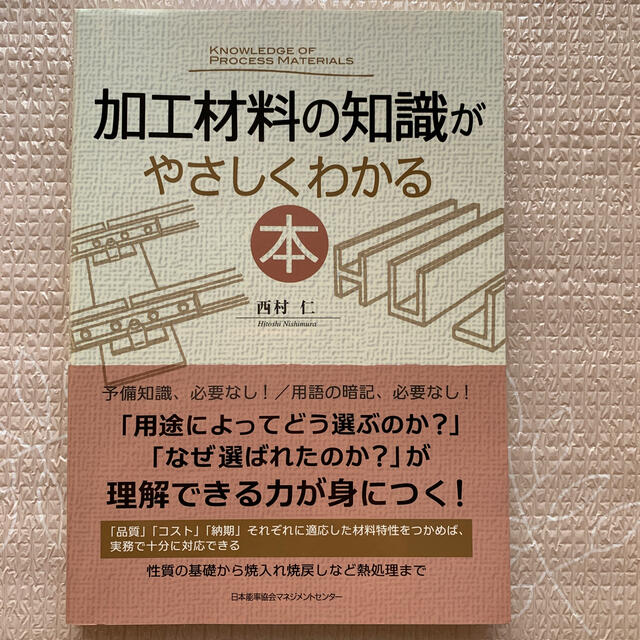 KNOWLEDGE OF
PROCESS MATERIALS
加工材料の知識が
やさしくわかる
本
西村 仁
Hitoshi Nishimura
予備知識、必要なし！／用語の暗記、必要なし！
「用途によってどう選ぶのか？」
「なぜ選ばれたのか？」が
理解できる力が身につく！
「品質」「コスト」「納期」それぞれに適応した材料特性をつかめば、
実務で十分に対応できる
性質の基礎から焼入れ焼戻しなど熱処理まで
日本能率協会マネジメントセンター